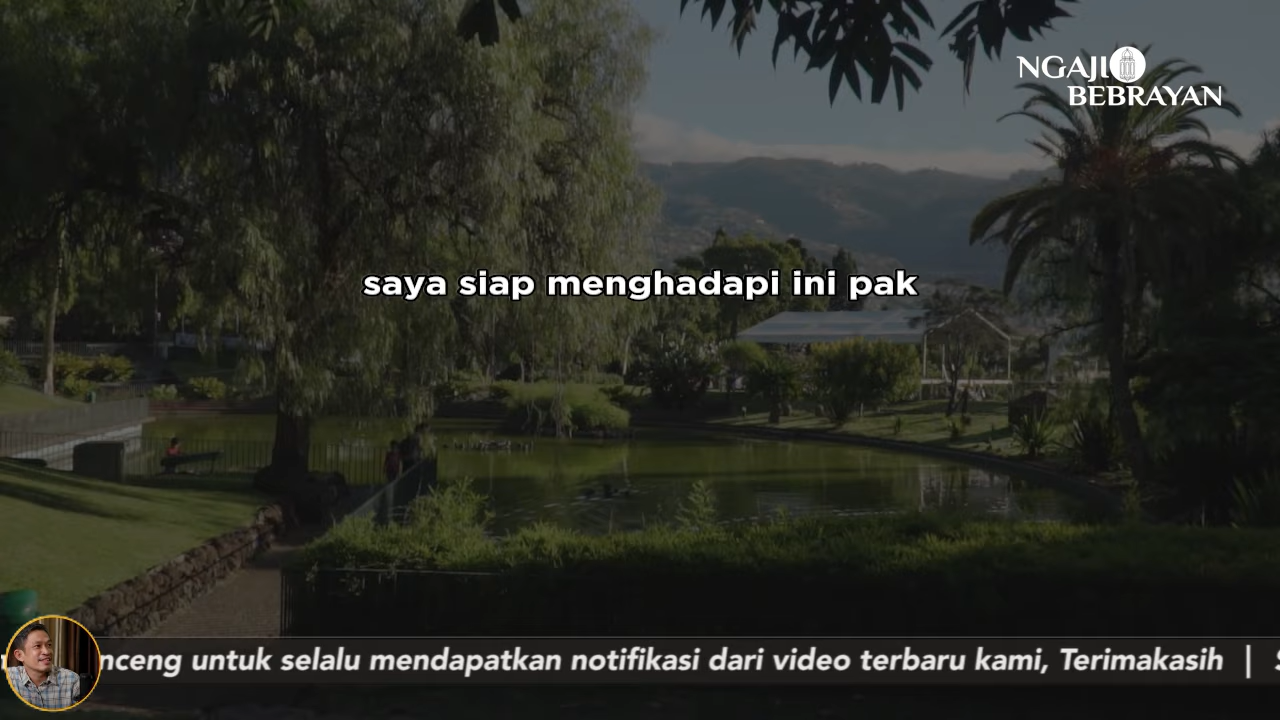 NGAJI
BEBRAYAN
saya siap menghadapi ini pak
nceng untuk selalu mendapatkan notifikasi dari video terbaru kami, Terimakasih | S